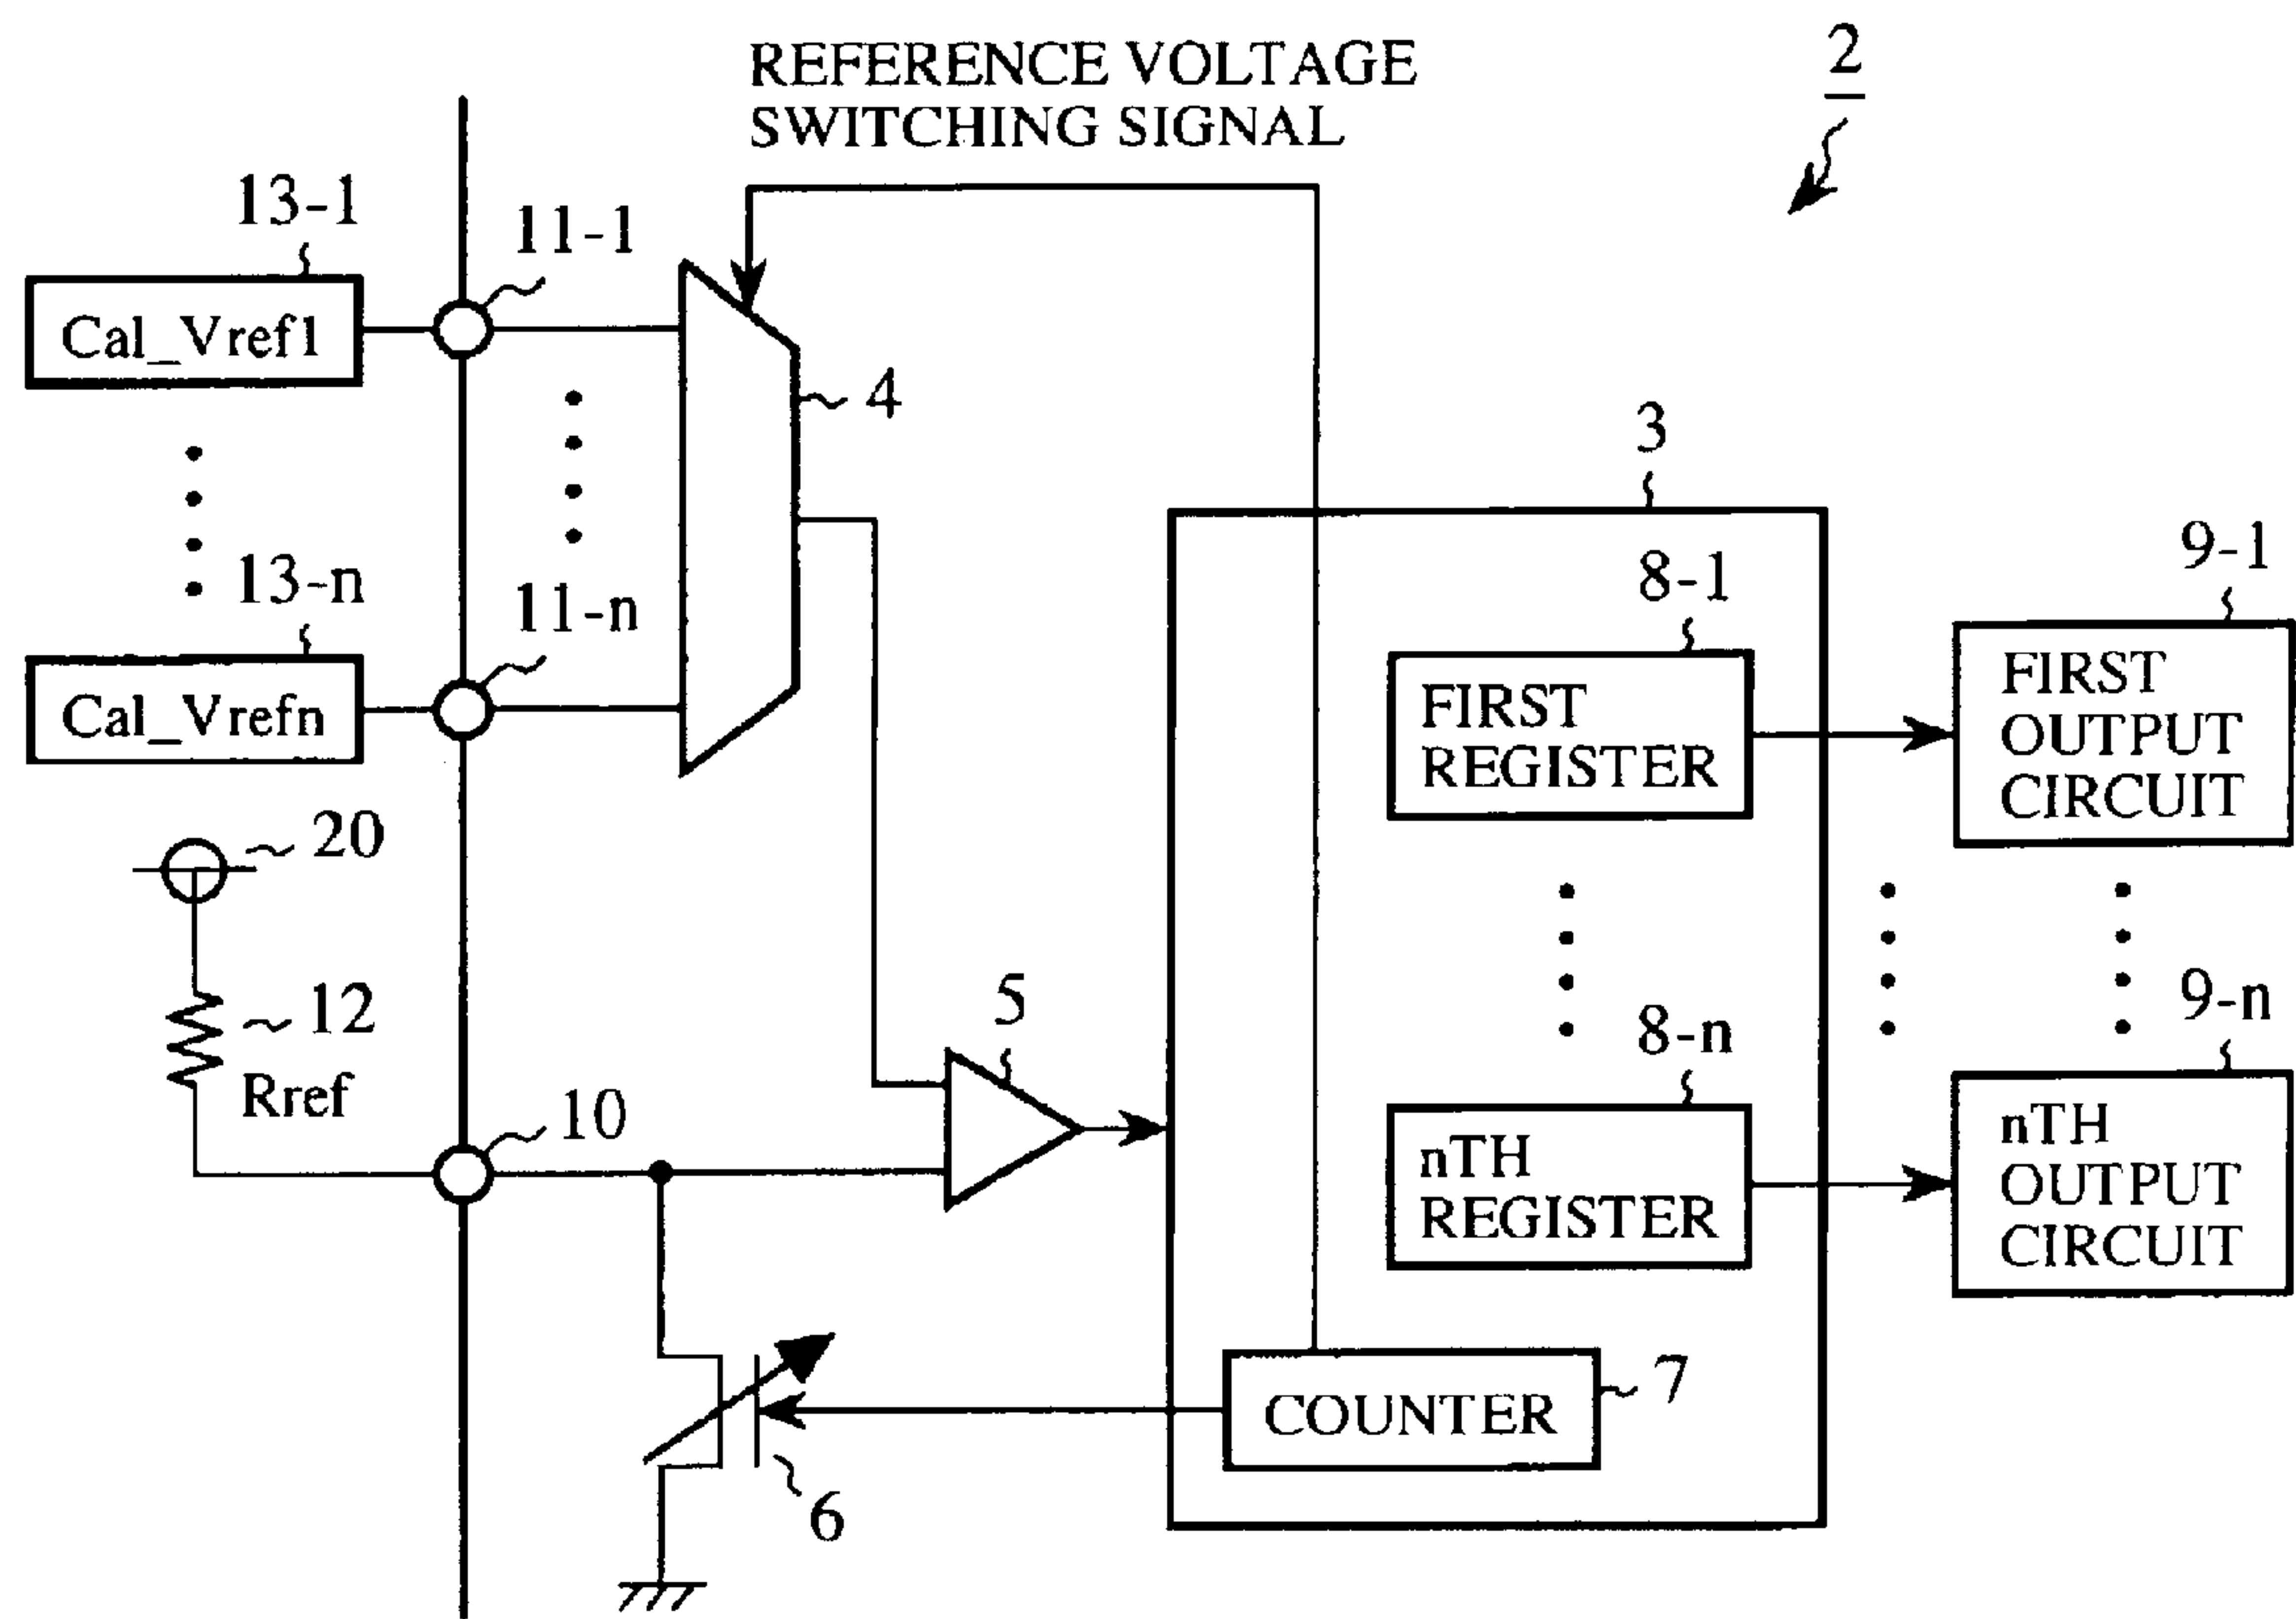 REFERENCE VOLTAGE
SWITCHING SIGNAL
2
13-1
11-1
Cal_Vref1
4
3
13-n
11-n
Cal_Vrefn
8-1
9-1
FIRST
REGISTER
FIRST
OUTPUT
CIRCUIT
20
12
Rref
5
10
8-n
9-n
nTH
REGISTER
nTH
OUTPUT
CIRCUIT
COUNTER
7
6